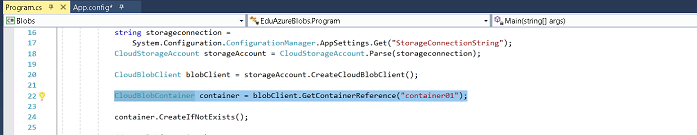 Program.cs App.config*
Blobs EduAzureBlobs.Program Main(string[] args)
16 string storageconnection =
17 System.Configuration.ConfigurationManager.AppSettings.Get("StorageConnectionString");
18 CloudStorageAccount storageAccount = CloudStorageAccount.Parse(storageconnection);
19
20 CloudBlobClient blobClient = storageAccount.CreateCloudBlobClient();
21
22 CloudBlobContainer container = blobClient.GetContainerReference("container01");
23
24 container.CreateIfNotExists();
25